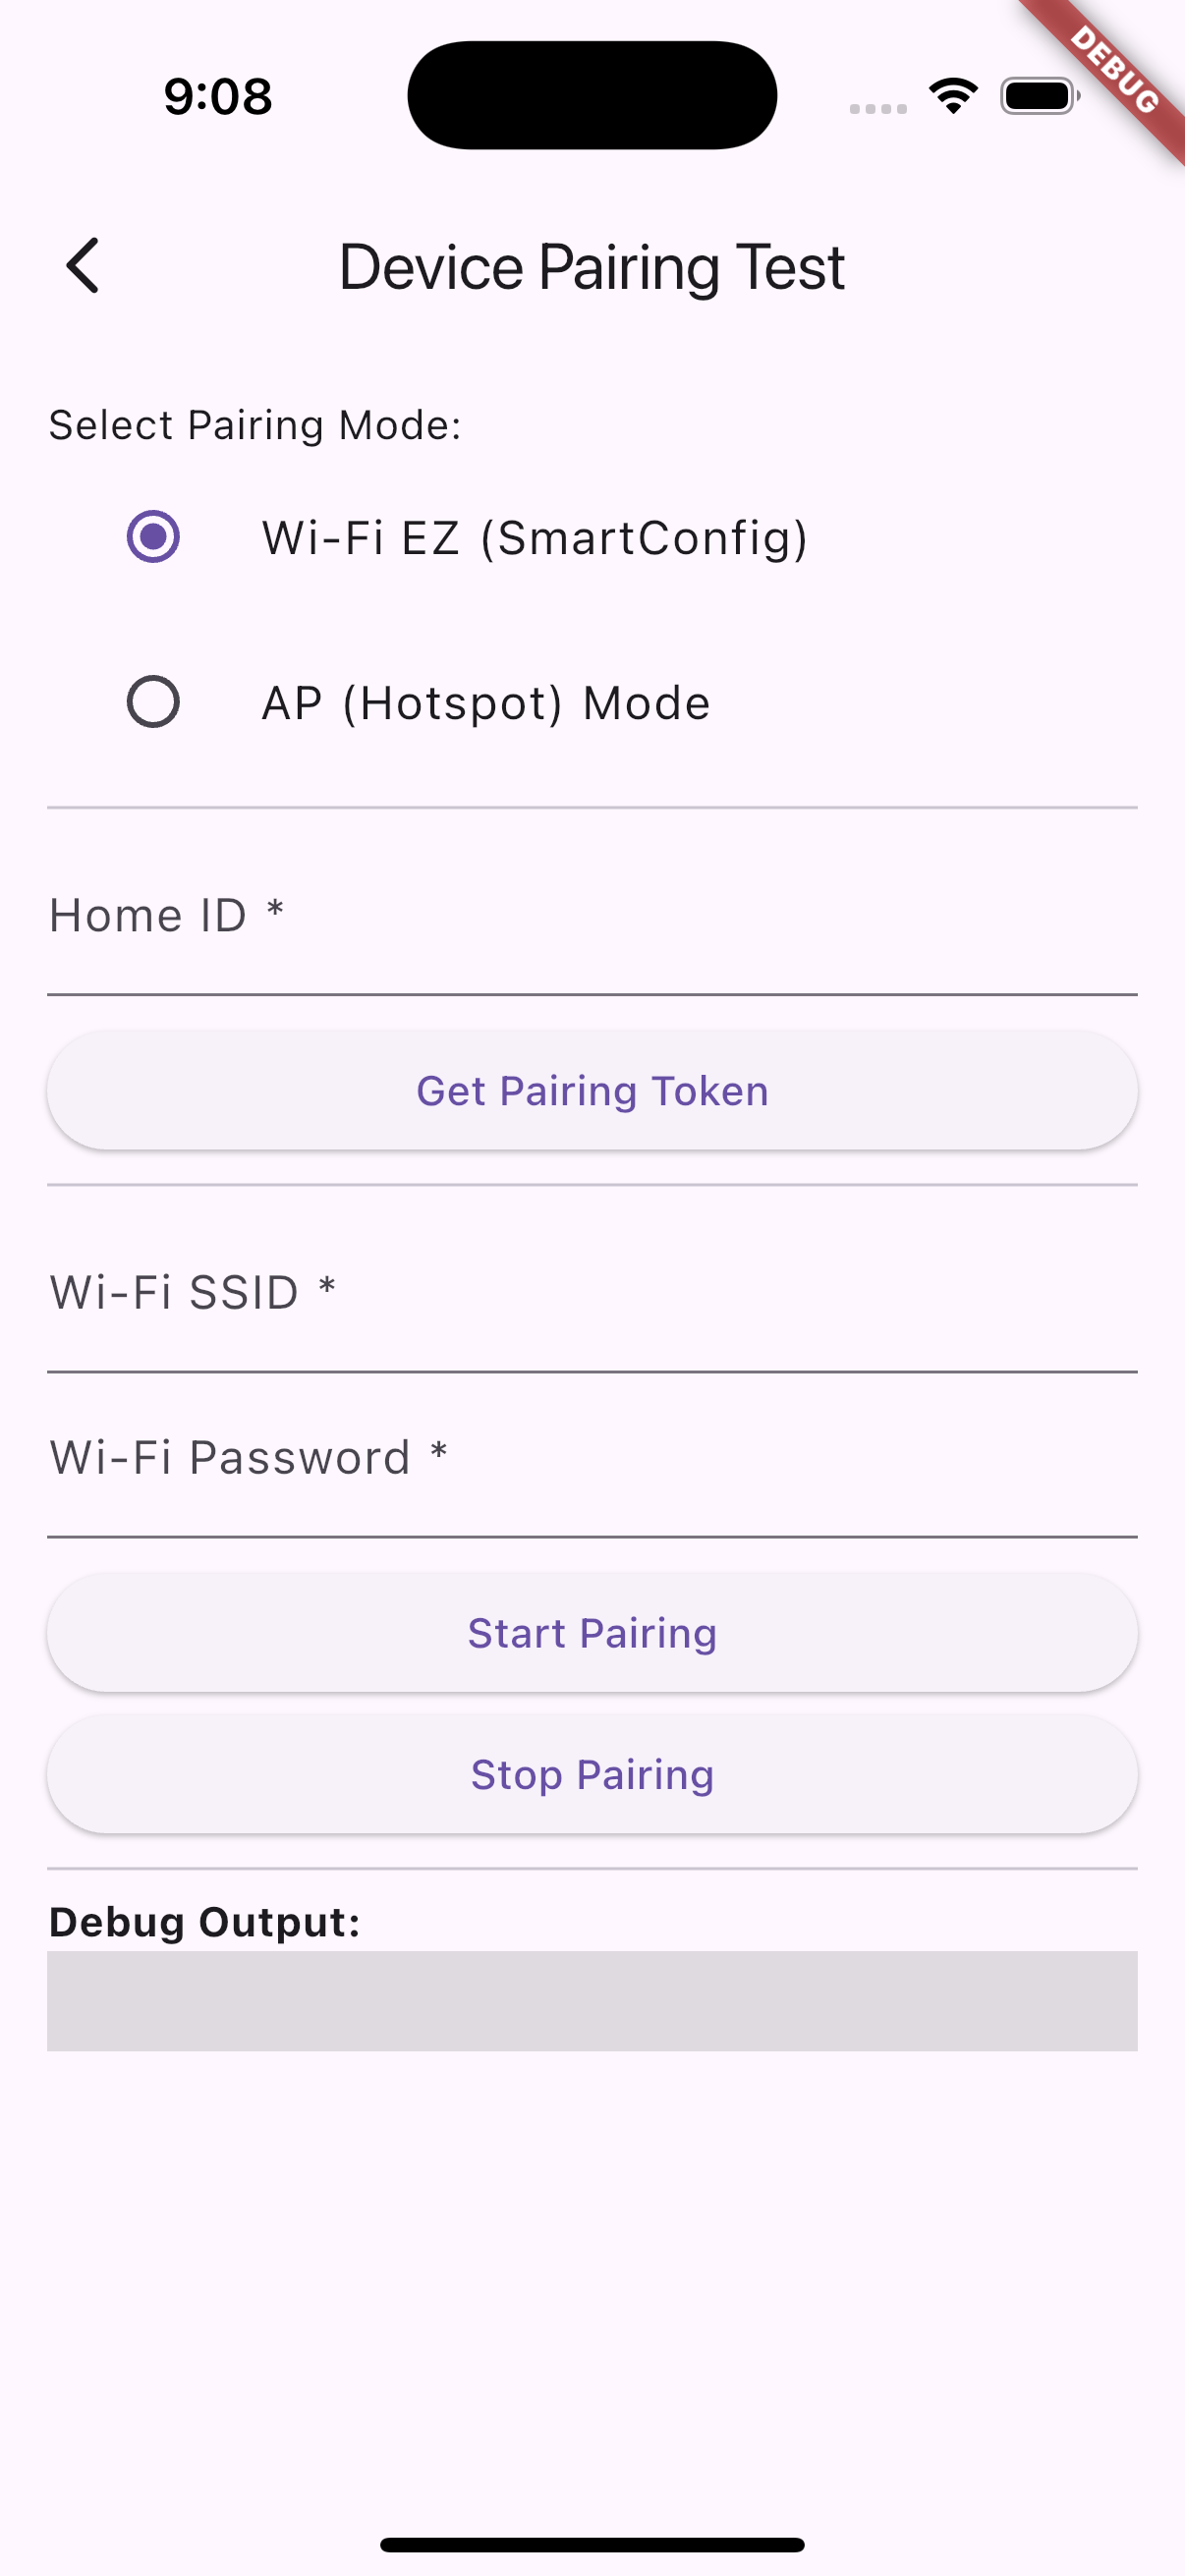 9:08
DEBUG
Device Pairing Test
Select Pairing Mode:
Wi-Fi EZ (SmartConfig)
AP (Hotspot) Mode
Home ID *
Get Pairing Token
Wi-Fi SSID *
Wi-Fi Password *
Start Pairing
Stop Pairing
Debug Output: